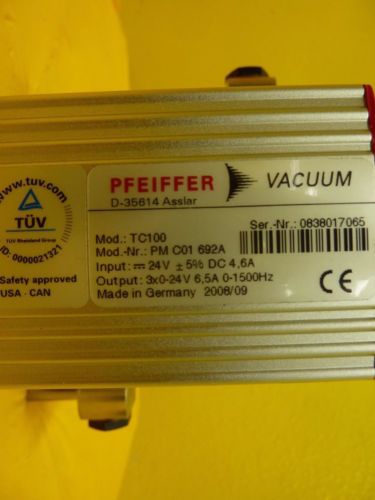 www.tuv.com
TÜV
TÜV Rheinland Group
ID: 0000021321
Safety approved
USA · CAN
PFEIFFER VACUUM
D-35614 Asslar
Ser.-Nr.: 0838017065
Mod.: TC100
Mod.-Nr.: PM C01 692A
Input: ⎓ 24V ± 5% DC 4,6A
Output: 3x0-24V 6,5A 0-1500Hz
Made in Germany 2008/09
CE